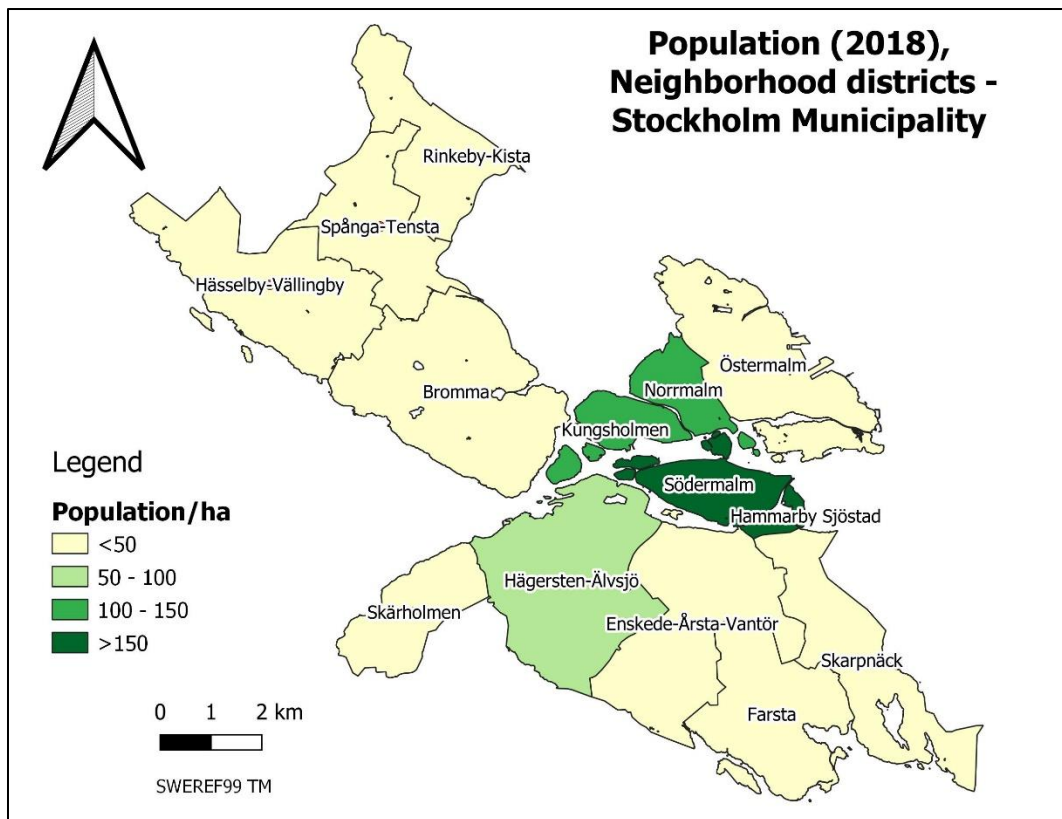 Population (2018),
Neighborhood districts -
Stockholm Municipality
Rinkeby-Kista
Spånga-Tensta
Hässelby-Vällingby
Bromma
Östermalm
Norrmalm
Kungsholmen
Södermalm
Hammarby Sjöstad
Hägersten-Älvsjö
Skärholmen
Enskede-Årsta-Vantör
Skarpnäck
Farsta
Legend
Population/ha
<50
50 - 100
100 - 150
>150
0 1 2 km
SWEREF99 TM